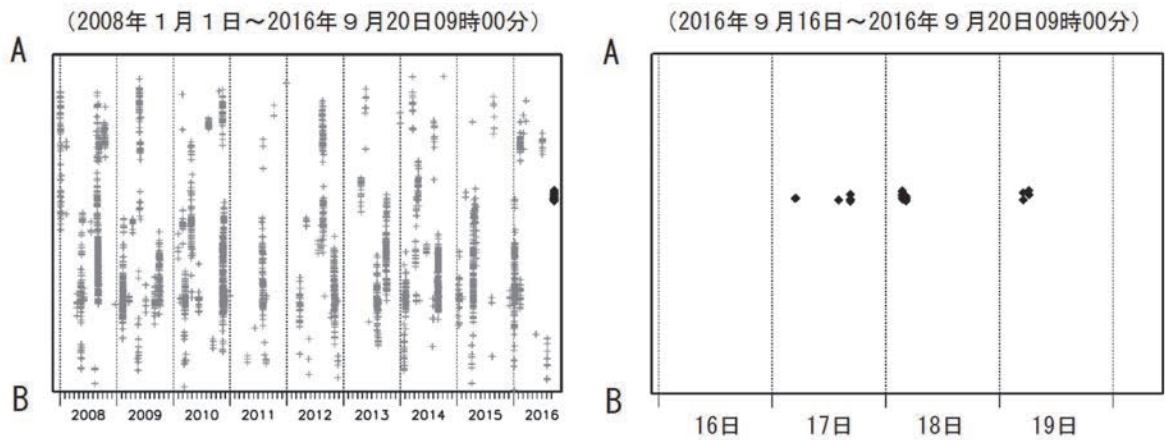 （2008年１月１日～2016年９月20日09時00分）
A
B
2008 2009 2010 2011 2012 2013 2014 2015 2016
（2016年９月16日～2016年９月20日09時00分）
A
B
16日 17日 18日 19日